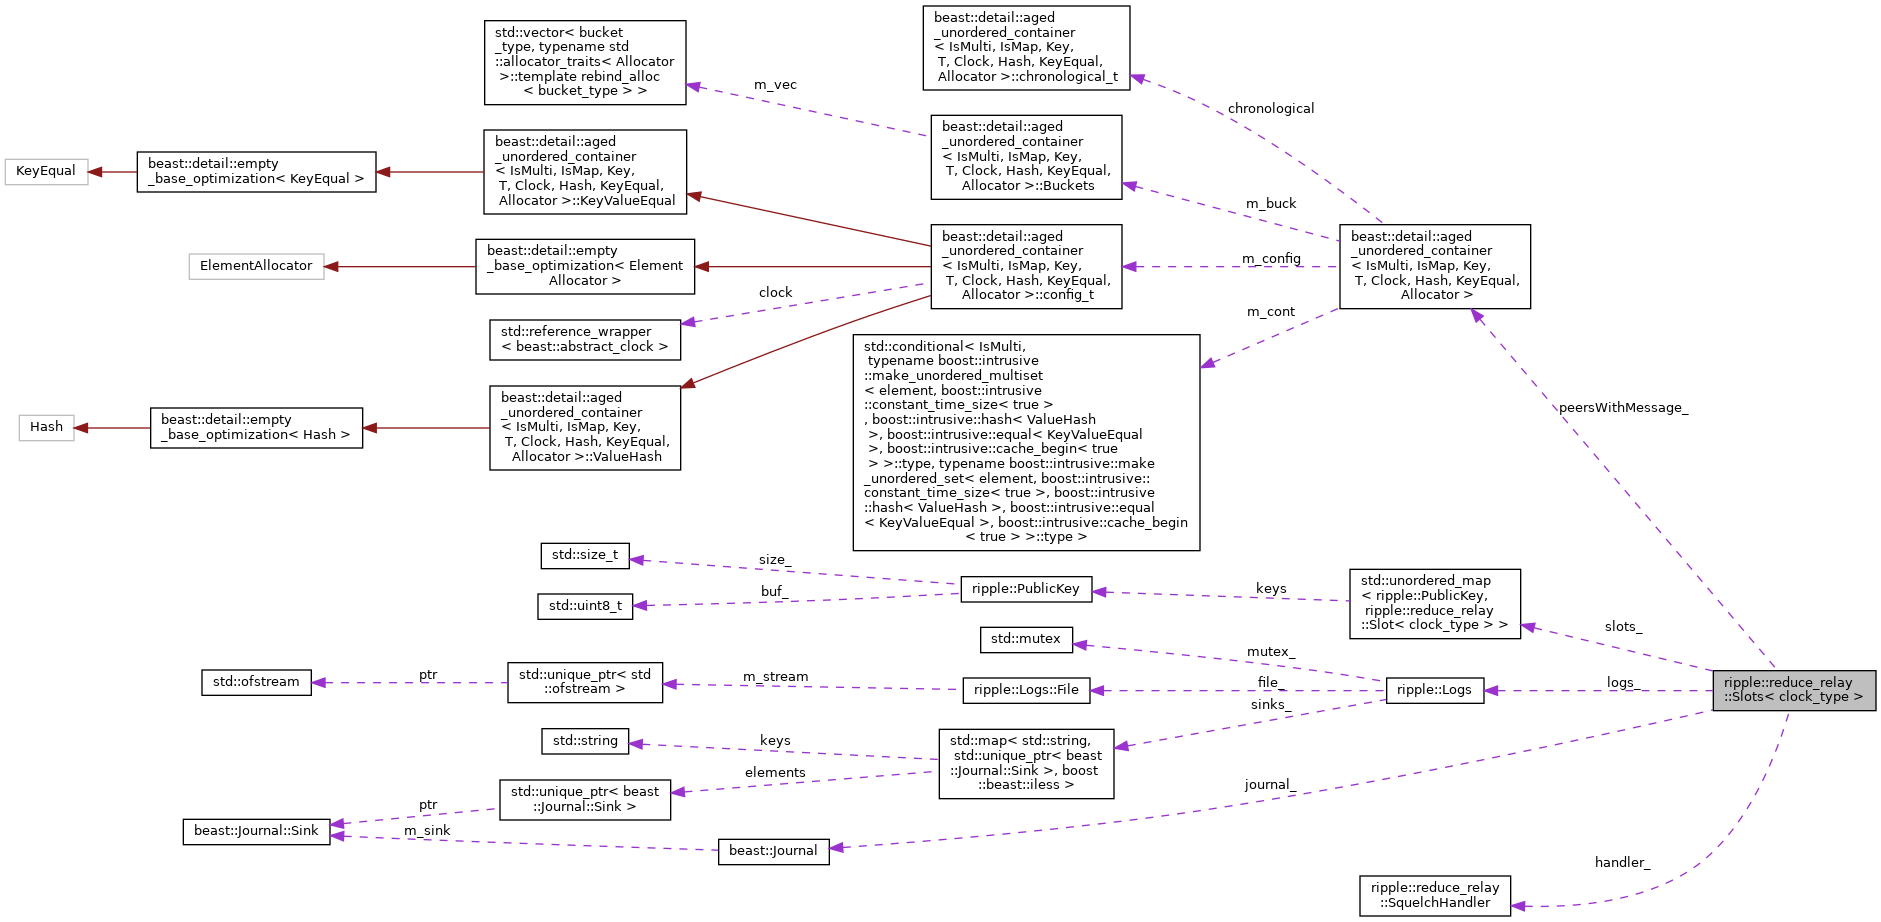 std::vector< bucket
_type, typename std
::allocator_traits< Allocator
>::template rebind_alloc
< bucket_type > >
beast::detail::aged
_unordered_container
< IsMulti, IsMap, Key,
T, Clock, Hash, KeyEqual,
Allocator >::chronological_t
m_vec
chronological
beast::detail::aged
_unordered_container
< IsMulti, IsMap, Key,
T, Clock, Hash, KeyEqual,
Allocator >::Buckets
KeyEqual
beast::detail::empty
_base_optimization< KeyEqual >
beast::detail::aged
_unordered_container
< IsMulti, IsMap, Key,
T, Clock, Hash, KeyEqual,
Allocator >::KeyValueEqual
m_buck
ElementAllocator
beast::detail::empty
_base_optimization< Element
Allocator >
beast::detail::aged
_unordered_container
< IsMulti, IsMap, Key,
T, Clock, Hash, KeyEqual,
Allocator >::config_t
m_config
beast::detail::aged
_unordered_container
< IsMulti, IsMap, Key,
T, Clock, Hash, KeyEqual,
Allocator >
clock
m_cont
std::reference_wrapper
< beast::abstract_clock >
std::conditional< IsMulti,
typename boost::intrusive
::make_unordered_multiset
< element, boost::intrusive
::constant_time_size< true >
, boost::intrusive::hash< ValueHash
>, boost::intrusive::equal< KeyValueEqual
>, boost::intrusive::cache_begin< true
> >::type, typename boost::intrusive::make
_unordered_set< element, boost::intrusive::
constant_time_size< true >, boost::intrusive
::hash< ValueHash >, boost::intrusive::equal
< KeyValueEqual >, boost::intrusive::cache_begin
< true > >::type >
peersWithMessage_
Hash
beast::detail::empty
_base_optimization< Hash >
beast::detail::aged
_unordered_container
< IsMulti, IsMap, Key,
T, Clock, Hash, KeyEqual,
Allocator >::ValueHash
std::size_t
size_
std::uint8_t
buf_
ripple::PublicKey
keys
std::unordered_map
< ripple::PublicKey,
ripple::reduce_relay
::Slot< clock_type > >
slots_
std::mutex
mutex_
std::ofstream
ptr
std::unique_ptr< std
::ofstream >
m_stream
ripple::Logs::File
file_
ripple::Logs
logs_
ripple::reduce_relay
::Slots< clock_type >
sinks_
std::string
keys
std::map< std::string,
std::unique_ptr< beast
::Journal::Sink >, boost
::beast::iless >
elements
std::unique_ptr< beast
::Journal::Sink >
ptr
journal_
beast::Journal::Sink
m_sink
beast::Journal
handler_
ripple::reduce_relay
::SquelchHandler